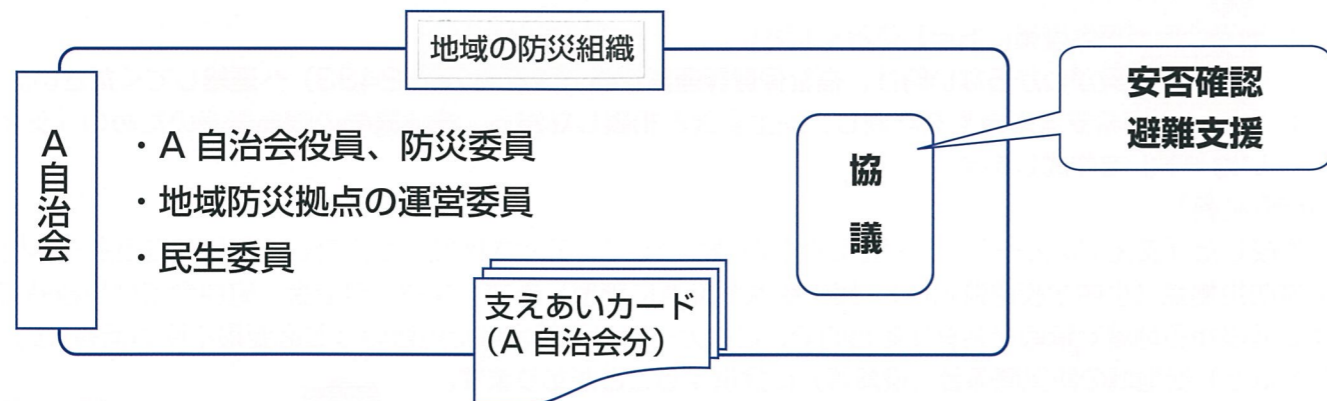 地域の防災組織
A自治会
・A 自治会役員、防災委員
・地域防災拠点の運営委員
・民生委員
支えあいカード
（A 自治会分）
協議
安否確認
避難支援